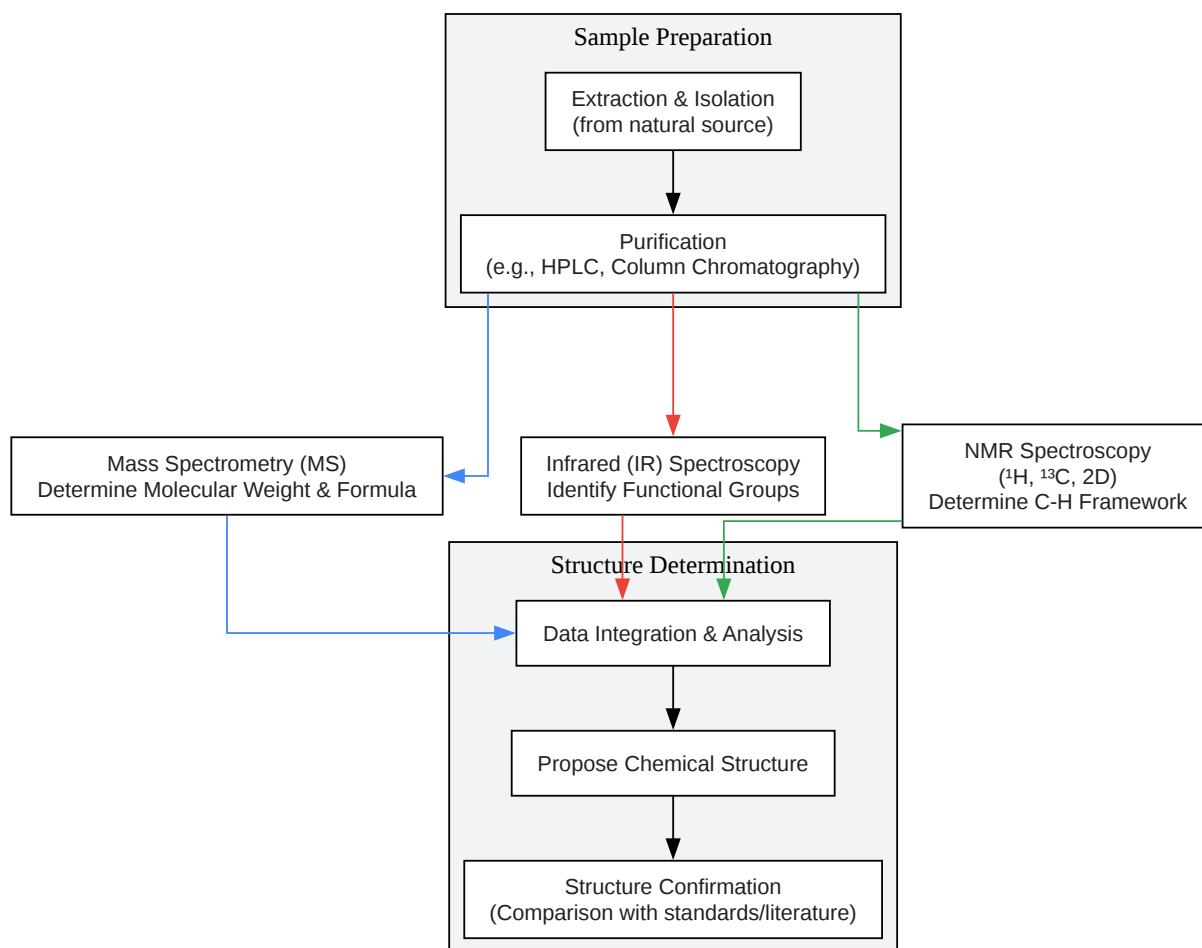 Sample Preparation
Extraction & Isolation
(from natural source)
Purification
(e.g., HPLC, Column Chromatography)
Mass Spectrometry (MS)
Determine Molecular Weight & Formula
Infrared (IR) Spectroscopy
Identify Functional Groups
NMR Spectroscopy
(¹H, ¹³C, 2D)
Determine C-H Framework
Structure Determination
Data Integration & Analysis
Propose Chemical Structure
Structure Confirmation
(Comparison with standards/literature)